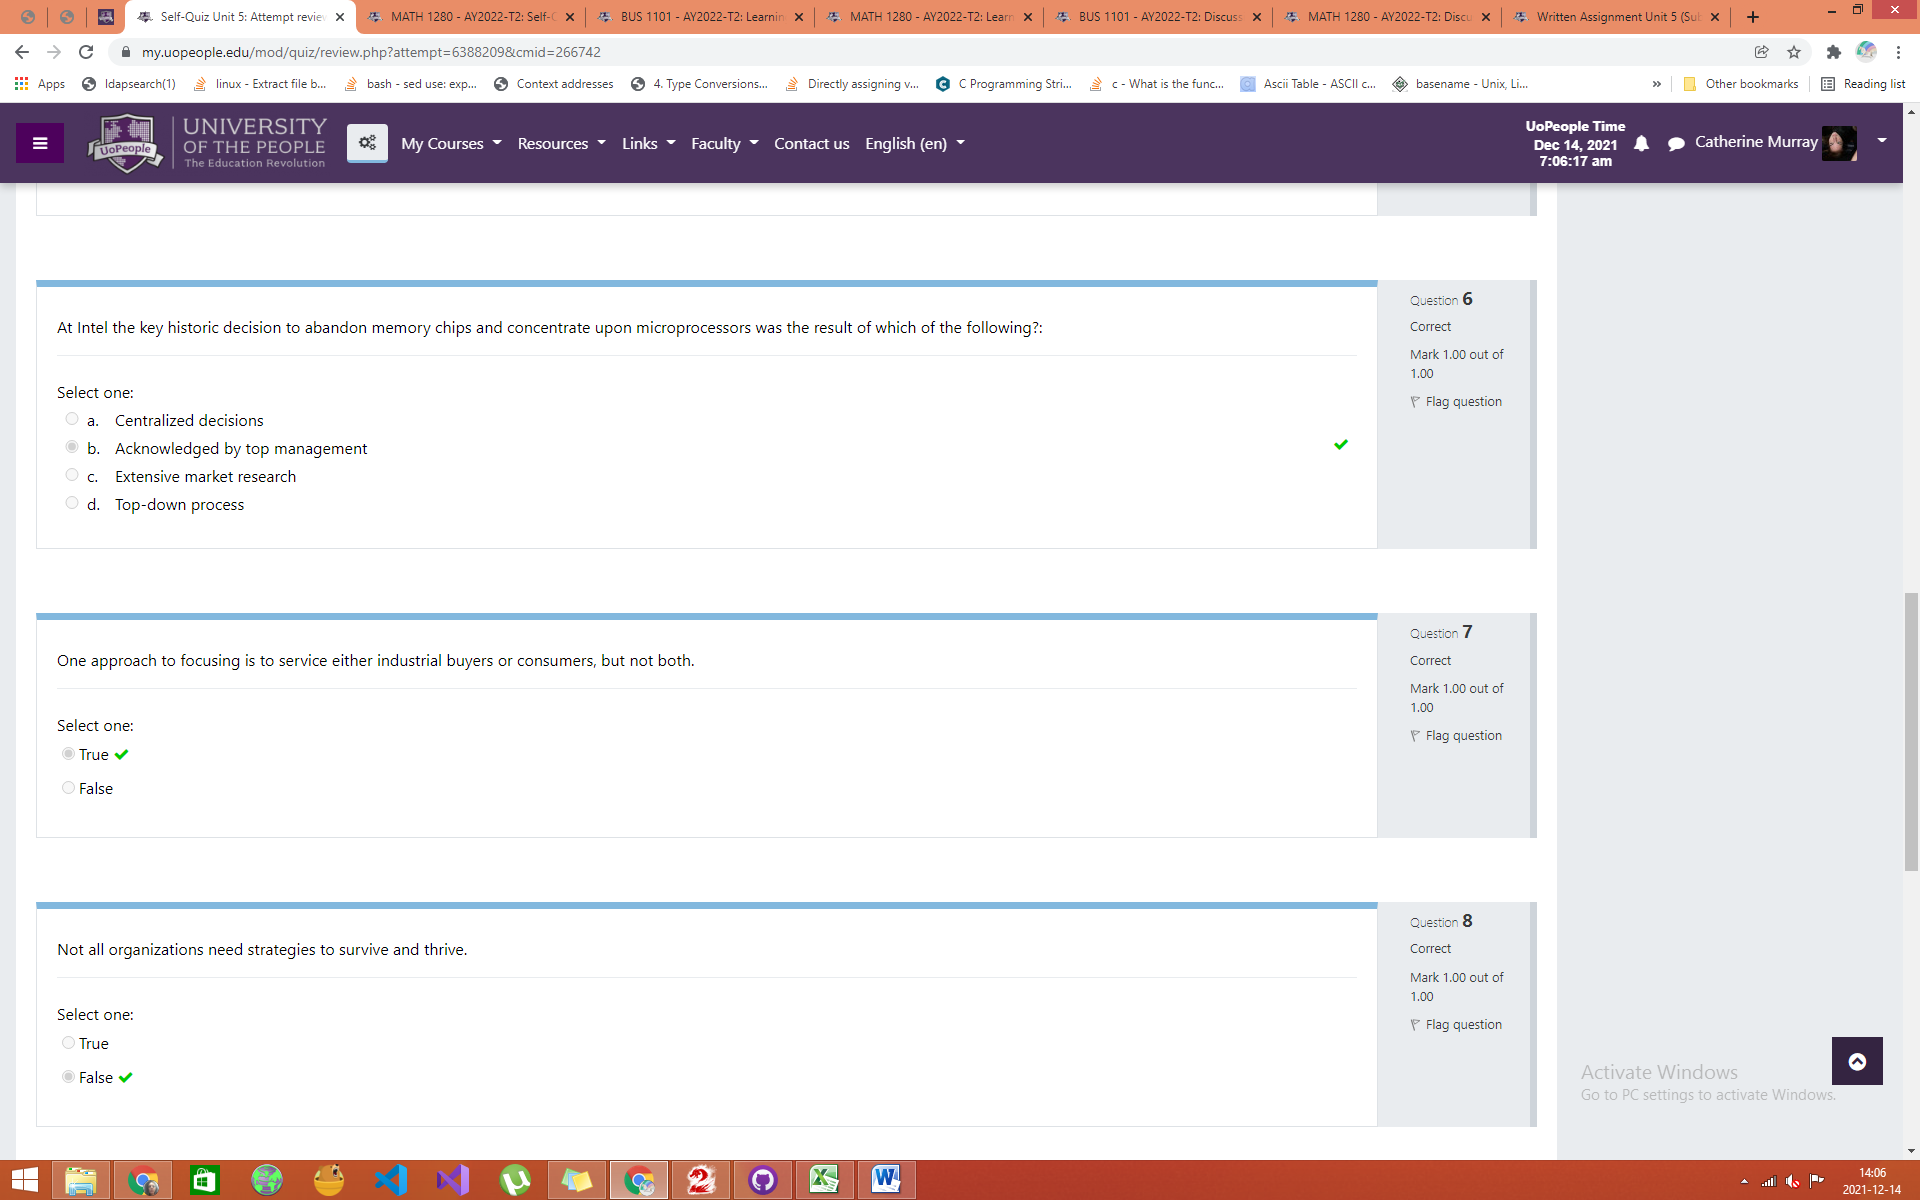 Self-Quiz Unit 5: Attempt review
MATH 1280 - AY2022-T2: Self-Q
BUS 1101 - AY2022-T2: Learnin
MATH 1280 - AY2022-T2: Learn
BUS 1101 - AY2022-T2: Discuss
MATH 1280 - AY2022-T2: Discu
Written Assignment Unit 5 (Sub
my.uopeople.edu/mod/quiz/review.php?attempt=6388209&cmid=266742
Apps
ldapsearch(1)
linux - Extract file b...
bash - sed use: exp...
Context addresses
4. Type Conversions...
Directly assigning v...
C Programming Stri...
c - What is the func...
Ascii Table - ASCII c...
basename - Unix, Li...
»
Other bookmarks
Reading list
UoPeople
UNIVERSITY
OF THE PEOPLE
The Education Revolution
My Courses
Resources
Links
Faculty
Contact us
English (en)
UoPeople Time
Dec 14, 2021
7:06:17 am
Catherine Murray
At Intel the key historic decision to abandon memory chips and concentrate upon microprocessors was the result of which of the following?:
Select one:
a. Centralized decisions
b. Acknowledged by top management
c. Extensive market research
d. Top-down process
Question 6
Correct
Mark 1.00 out of
1.00
Flag question
One approach to focusing is to service either industrial buyers or consumers, but not both.
Select one:
True
False
Question 7
Correct
Mark 1.00 out of
1.00
Flag question
Not all organizations need strategies to survive and thrive.
Select one:
True
False
Question 8
Correct
Mark 1.00 out of
1.00
Flag question
Activate Windows
Go to PC settings to activate Windows.
14:06
2021-12-14